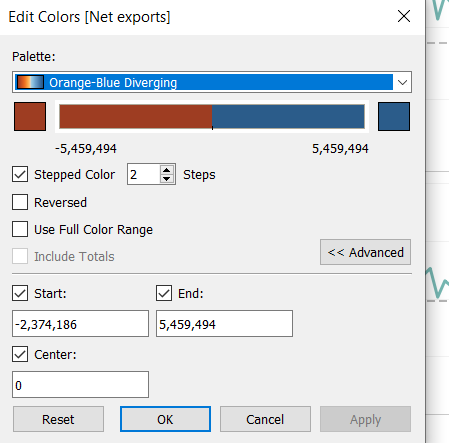 Edit Colors [Net exports]
Palette:
Orange-Blue Diverging
-5,459,494 5,459,494
Stepped Color 2 Steps
Reversed
Use Full Color Range
Include Totals
<< Advanced
Start: End:
-2,374,186 5,459,494
Center:
0
Reset OK Cancel Apply